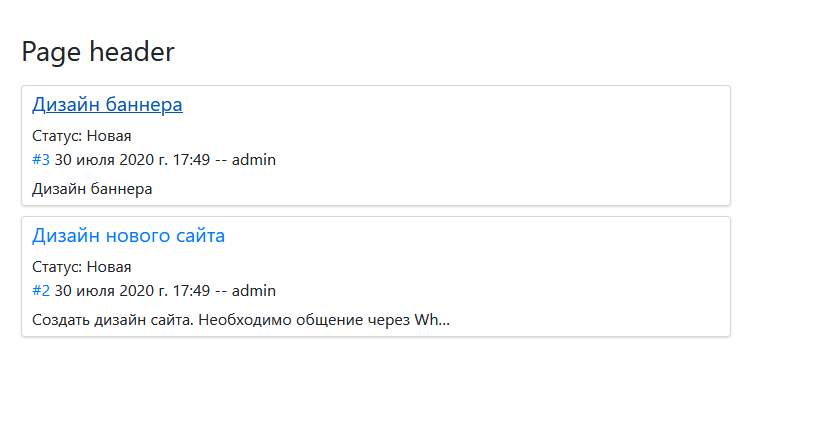 Page header
Дизайн баннера
Статус: Новая
#3 30 июля 2020 г. 17:49 -- admin
Дизайн баннера
Дизайн нового сайта
Статус: Новая
#2 30 июля 2020 г. 17:49 -- admin
Создать дизайн сайта. Необходимо общение через Wh...